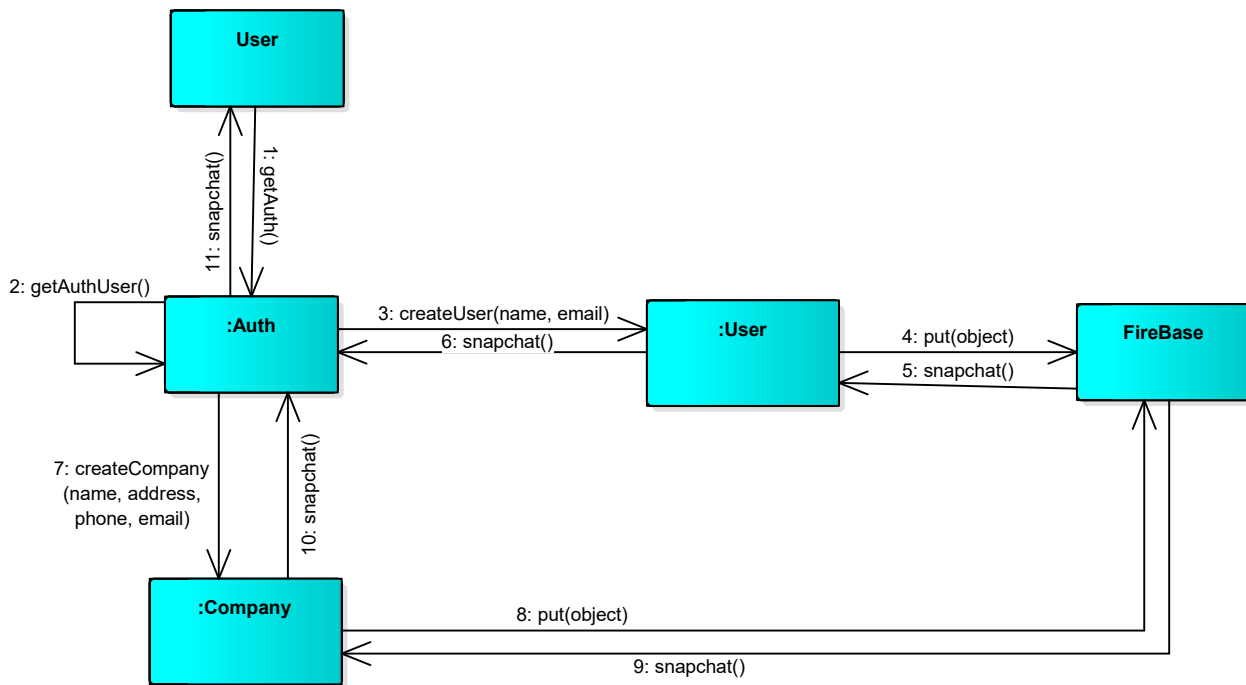 User
11: snapchat()
1: getAuth()
2: getAuthUser()
:Auth
3: createUser(name, email)
6: snapchat()
:User
4: put(object)
5: snapchat()
FireBase
7: createCompany
(name, address,
phone, email)
10: snapchat()
:Company
8: put(object)
9: snapchat()